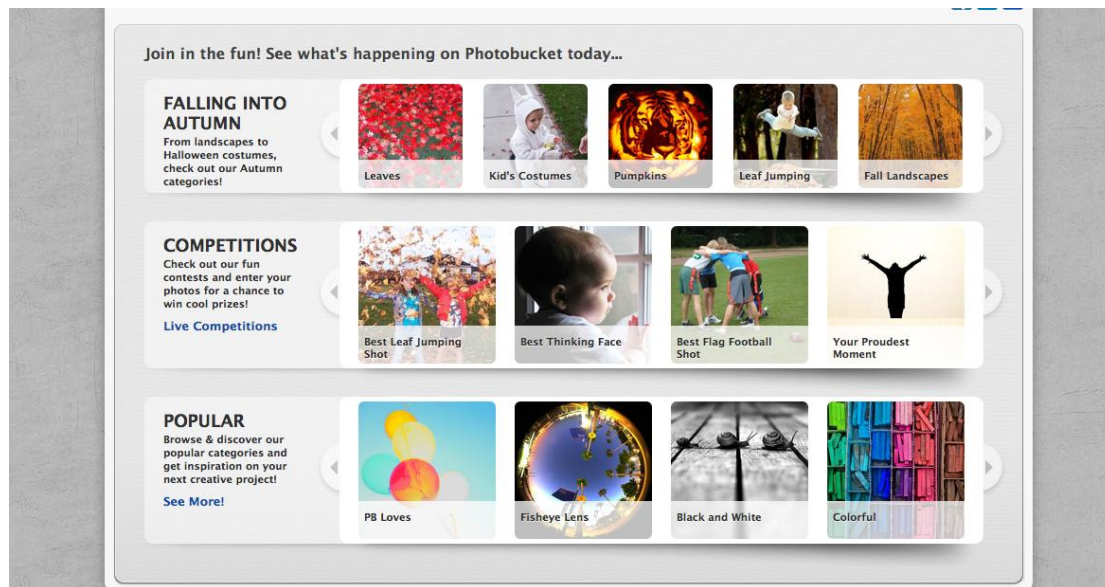 Join in the fun! See what's happening on Photobucket today...
FALLING INTO
AUTUMN
From landscapes to
Halloween costumes,
check out our Autumn
categories!
Leaves
Kid's Costumes
Pumpkins
Leaf Jumping
Fall Landscapes
COMPETITIONS
Check out our fun
contests and enter your
photos for a chance to
win cool prizes!
Live Competitions
Best Leaf Jumping
Shot
Best Thinking Face
Best Flag Football
Shot
Your Proudest
Moment
POPULAR
Browse & discover our
popular categories and
get inspiration on your
next creative project!
See More!
PB Loves
Fisheye Lens
Black and White
Colorful